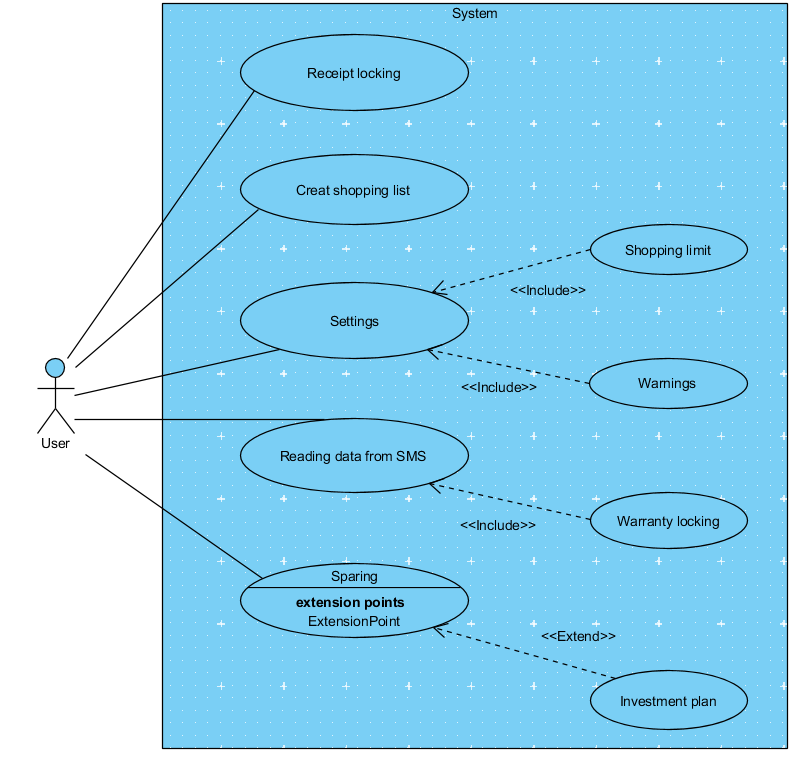 System
Receipt locking
Creat shopping list
Shopping limit
<<Include>>
Settings
<<Include>>
Warnings
User
Reading data from SMS
<<Include>>
Warranty locking
Sparing
extension points
ExtensionPoint
<<Extend>>
Investment plan